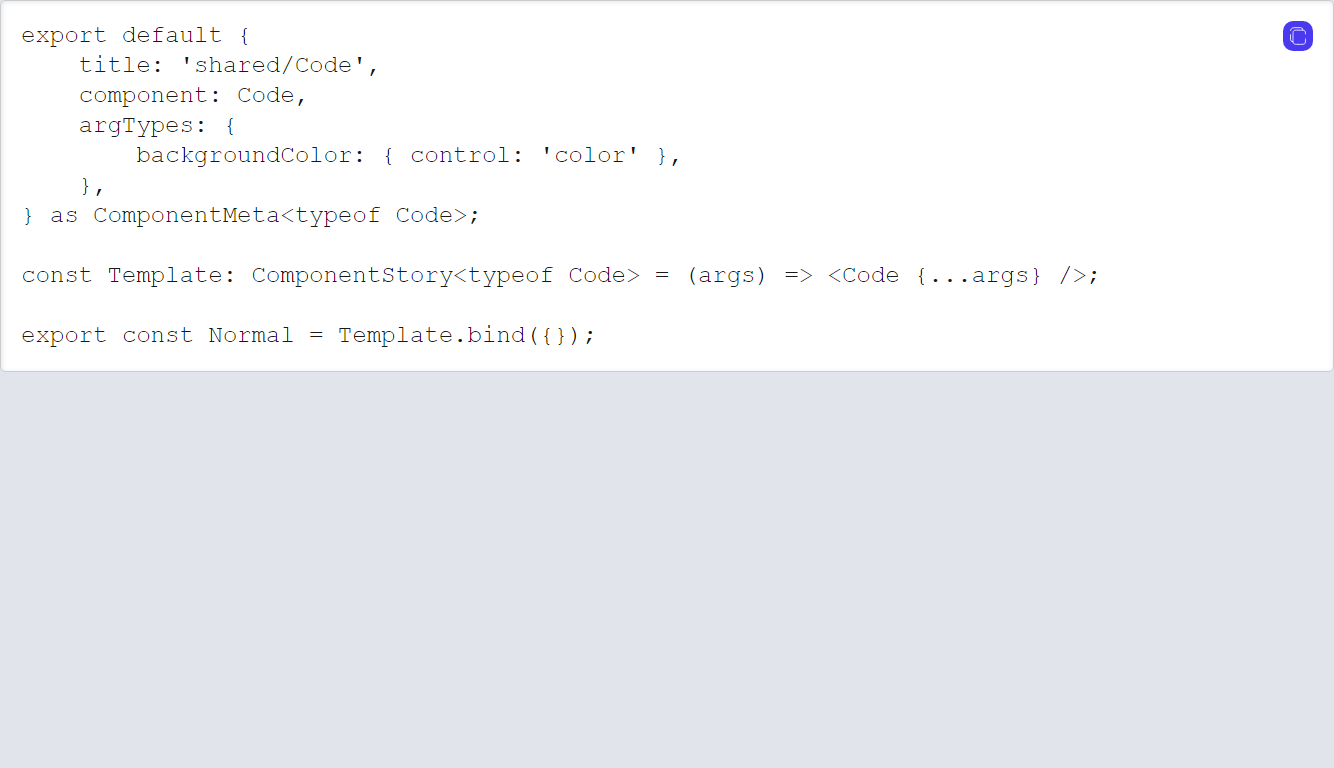 export default {
    title: 'shared/Code',
    component: Code,
    argTypes: {
        backgroundColor: { control: 'color' },
    },
} as ComponentMeta<typeof Code>;

const Template: ComponentStory<typeof Code> = (args) => <Code {...args} />;

export const Normal = Template.bind({});